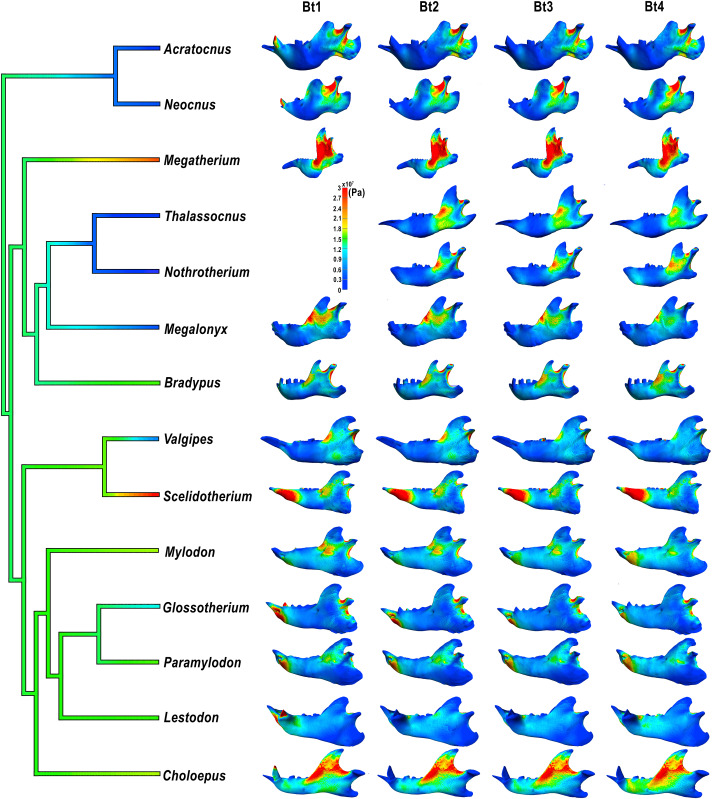 Bt1 Bt2 Bt3 Bt4
Acratocnus
Neocnus
Megatherium
x10⁷
(Pa)
3
2.7
2.4
2.1
1.8
1.5
1.2
0.9
0.6
0.3
0
Thalassocnus
Nothrotherium
Megalonyx
Bradypus
Valgipes
Scelidotherium
Mylodon
Glossotherium
Paramylodon
Lestodon
Choloepus